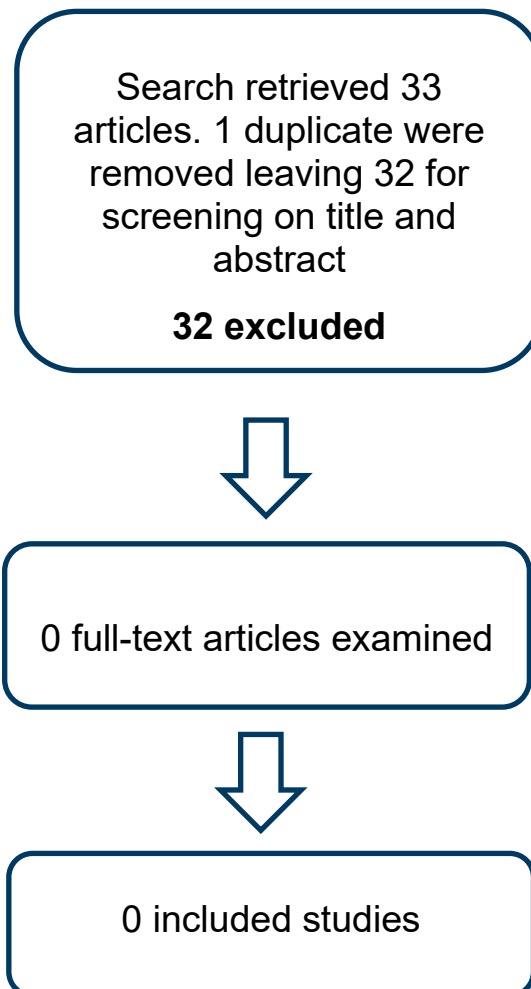 Search retrieved 33
articles. 1 duplicate were
removed leaving 32 for
screening on title and
abstract
32 excluded
0 full-text articles examined
0 included studies